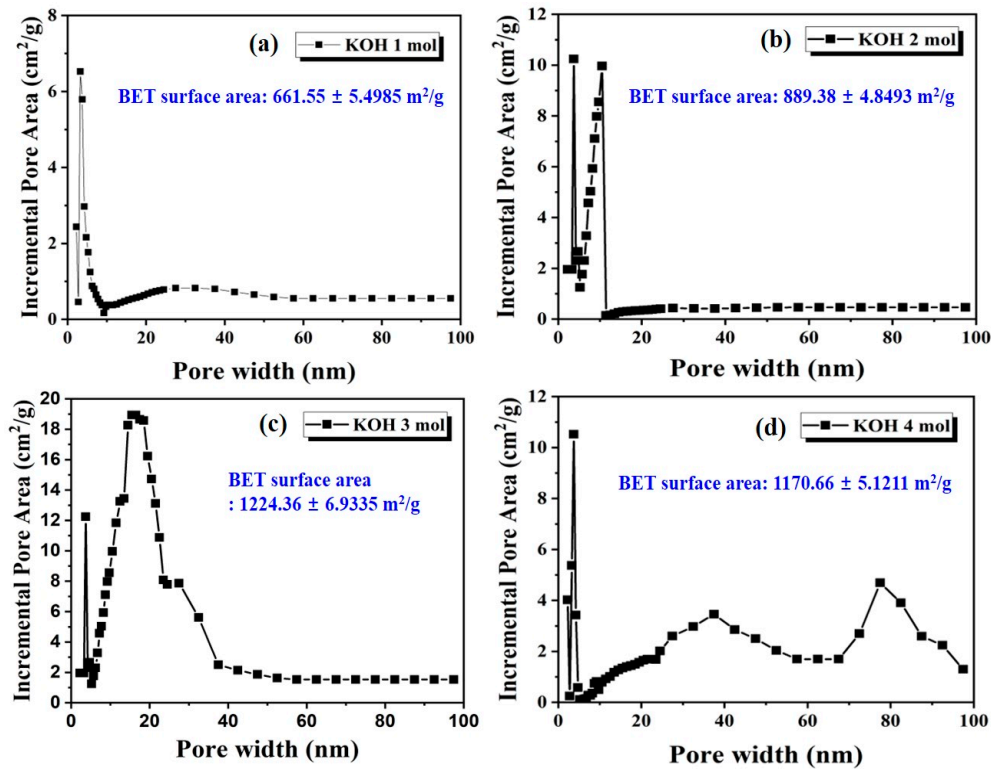 (a)
KOH 1 mol
BET surface area: 661.55 ± 5.4985 m²/g
Incremental Pore Area (cm²/g)
8
6
4
2
0
0 20 40 60 80 100
Pore width (nm)
(b)
KOH 2 mol
BET surface area: 889.38 ± 4.8493 m²/g
Incremental Pore Area (cm²/g)
12
10
8
6
4
2
0
0 20 40 60 80 100
Pore width (nm)
(c)
KOH 3 mol
BET surface area
: 1224.36 ± 6.9335 m²/g
Incremental Pore Area (cm²/g)
20
18
16
14
12
10
8
6
4
2
0
0 20 40 60 80 100
Pore width (nm)
(d)
KOH 4 mol
BET surface area: 1170.66 ± 5.1211 m²/g
Incremental Pore Area (cm²/g)
12
10
8
6
4
2
0
0 20 40 60 80 100
Pore width (nm)